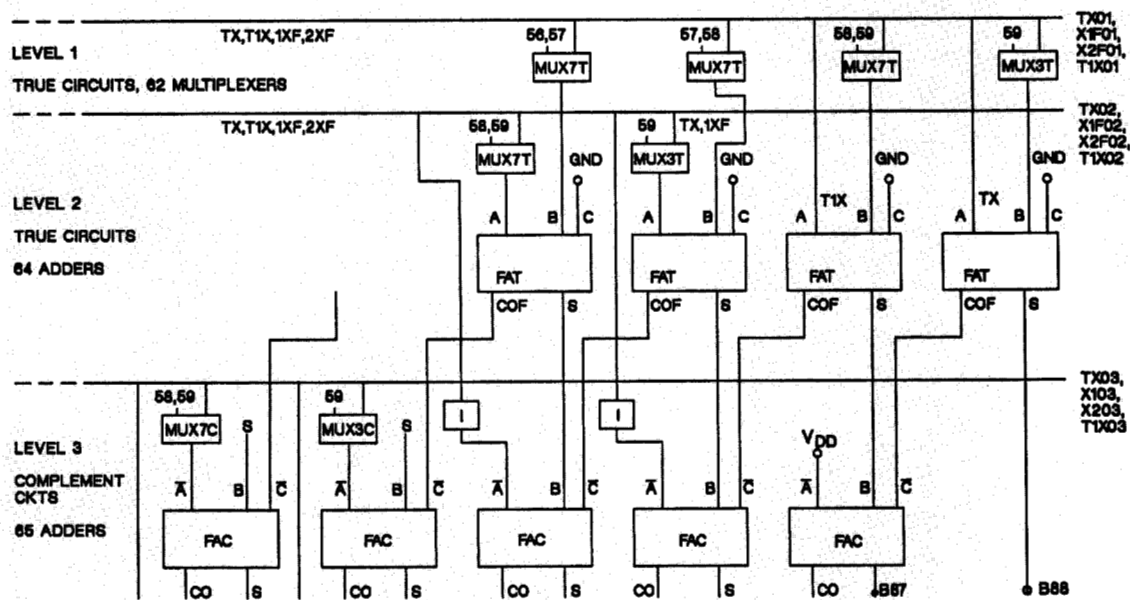 TX,T1X,1XF,2XF
56,57
57,58
58,59
59
TX01,
X1F01,
X2F01,
T1X01
LEVEL 1
MUX7T
MUX7T
MUX7T
MUX3T
TRUE CIRCUITS, 62 MULTIPLEXERS
TX,T1X,1XF,2XF
58,59
59
TX,1XF
TX02,
X1F02,
X2F02,
T1X02
MUX7T
GND
MUX3T
GND
GND
GND
LEVEL 2
TRUE CIRCUITS
64 ADDERS
A
B
C
A
B
C
T1X
A
B
C
TX
A
B
C
FAT
FAT
FAT
FAT
COF
S
COF
S
COF
S
COF
S
TX03,
X103,
X203,
T1X03
58,59
59
MUX7C
S
MUX3C
S
I
I
VDD
LEVEL 3
COMPLEMENT
CKTS
65 ADDERS
A̅
B
C̅
A̅
B
C̅
A̅
B
C̅
A̅
B
C̅
A̅
B
C̅
FAC
FAC
FAC
FAC
FAC
CO
S
CO
S
CO
S
CO
S
CO
B67
B68